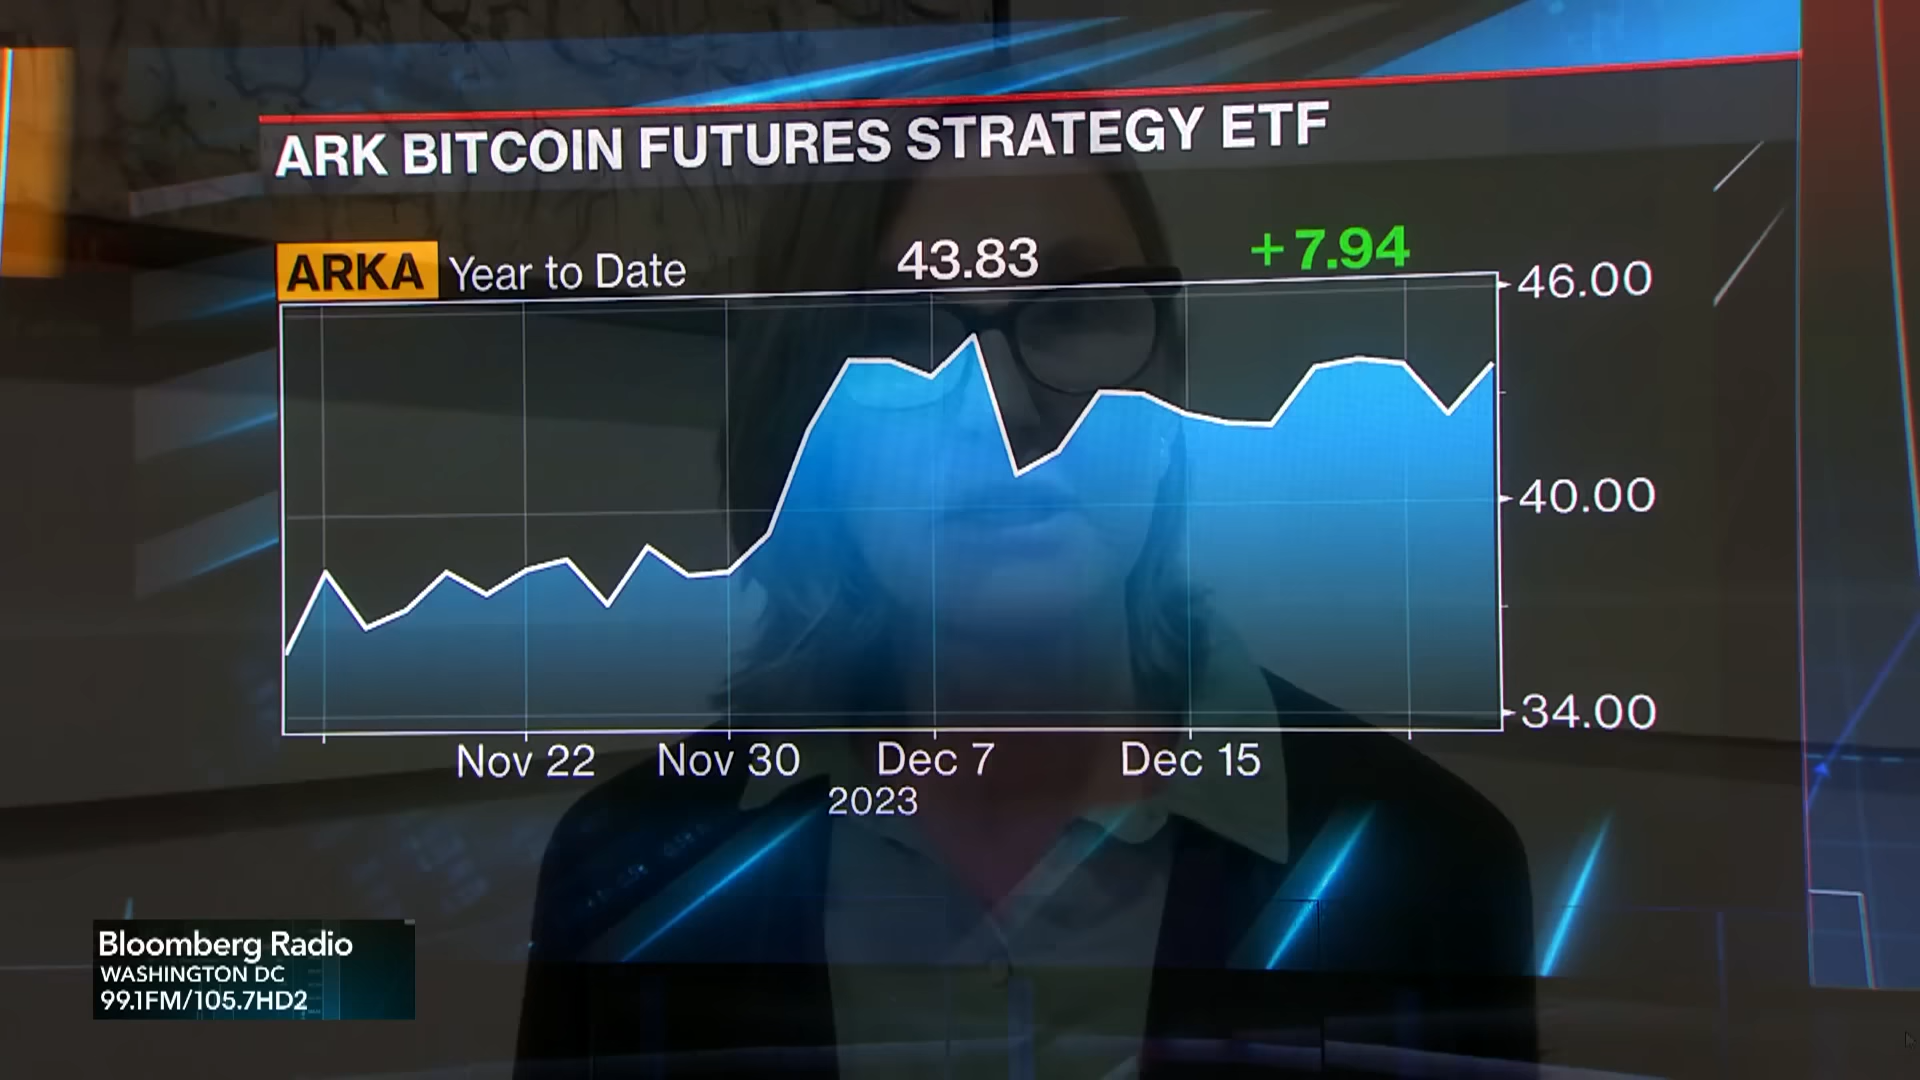 ARK BITCOIN FUTURES STRATEGY ETF
ARKA Year to Date 43.83 +7.94
46.00
40.00
34.00
Nov 22 Nov 30 Dec 7 Dec 15
2023
Bloomberg Radio
WASHINGTON DC
99.1FM/105.7HD2